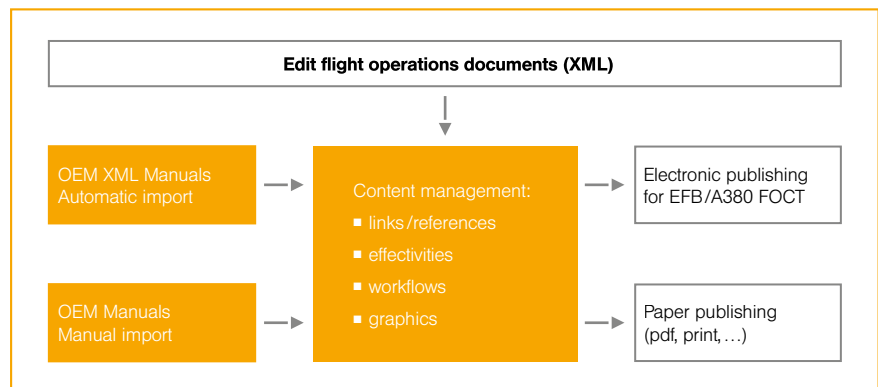 Edit flight operations documents (XML)
OEM XML Manuals
Automatic import
OEM Manuals
Manual import
Content management:
▪ links/references
▪ effectivities
▪ workflows
▪ graphics
Electronic publishing
for EFB/A380 FOCT
Paper publishing
(pdf, print, …)